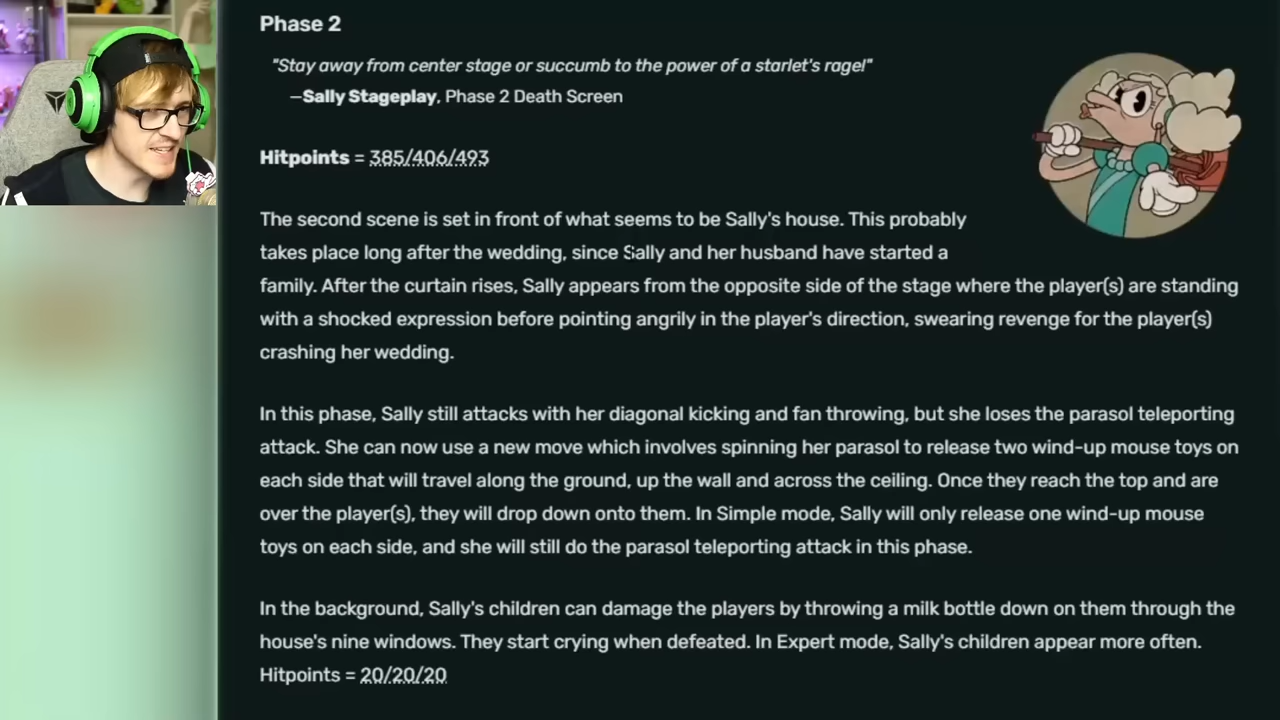 Phase 2
"Stay away from center stage or succumb to the power of a starlet's rage!"
—Sally Stageplay, Phase 2 Death Screen
Hitpoints = 385/406/493
The second scene is set in front of what seems to be Sally's house. This probably
takes place long after the wedding, since Sally and her husband have started a
family. After the curtain rises, Sally appears from the opposite side of the stage where the player(s) are standing
with a shocked expression before pointing angrily in the player's direction, swearing revenge for the player(s)
crashing her wedding.
In this phase, Sally still attacks with her diagonal kicking and fan throwing, but she loses the parasol teleporting
attack. She can now use a new move which involves spinning her parasol to release two wind-up mouse toys on
each side that will travel along the ground, up the wall and across the ceiling. Once they reach the top and are
over the player(s), they will drop down onto them. In Simple mode, Sally will only release one wind-up mouse
toys on each side, and she will still do the parasol teleporting attack in this phase.
In the background, Sally's children can damage the players by throwing a milk bottle down on them through the
house's nine windows. They start crying when defeated. In Expert mode, Sally's children appear more often.
Hitpoints = 20/20/20